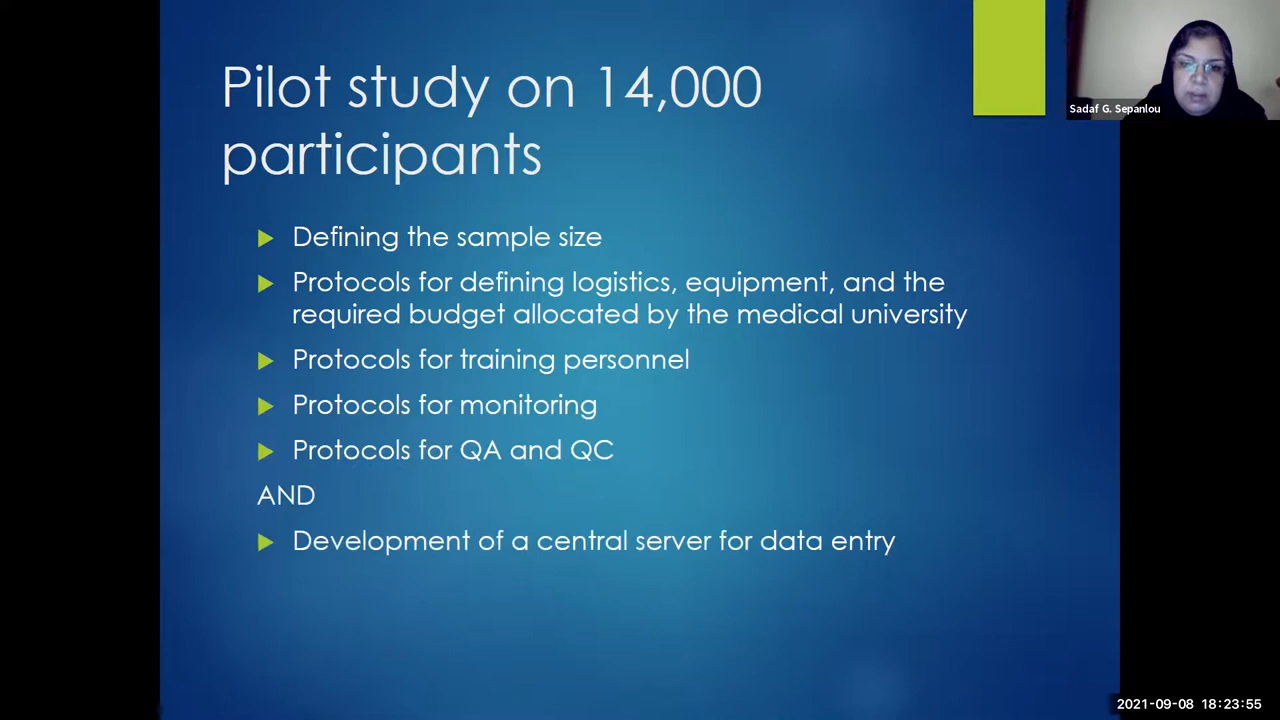 Pilot study on 14,000
participants
Sadaf G. Sepanlou
Defining the sample size
Protocols for defining logistics, equipment, and the
required budget allocated by the medical university
Protocols for training personnel
Protocols for monitoring
Protocols for QA and QC
AND
Development of a central server for data entry
2021-09-08 18:23:55